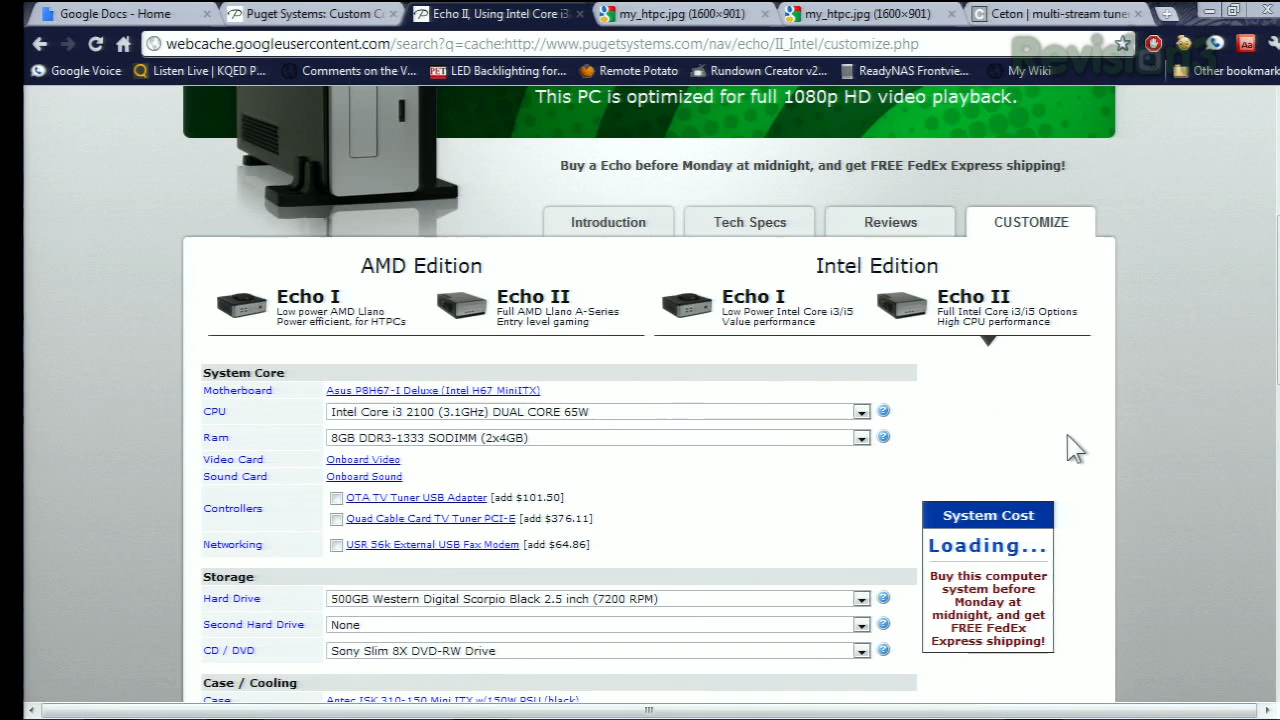 Google Docs - Home
Puget Systems: Custom C
Echo II, Using Intel Core i3
my_htpc.jpg (1600×901)
my_htpc.jpg (1600×901)
Ceton | multi-stream tuner
webcache.googleusercontent.com/search?q=cache:http://www.pugetsystems.com/nav/echo/II_Intel/customize.php
Revision3
Google Voice
Listen Live (KQED P...
Comments on the V...
LED Backlighting for...
Remote Potato
Rundown Creator v2...
ReadyNAS Frontvie...
My Wiki
Other bookmark
This PC is optimized for full 1080p HD video playback.
Buy a Echo before Monday at midnight, and get FREE FedEx Express shipping!
Introduction
Tech Specs
Reviews
CUSTOMIZE
AMD Edition
Intel Edition
Echo I
Low power AMD Llano
Power efficient, for HTPCs
Echo II
Full AMD Llano A-Series
Entry level gaming
Echo I
Low Power Intel Core i3/i5
Value performance
Echo II
Full Intel Core i3/i5 Options
High CPU performance
System Core
Motherboard Asus P8H67-I Deluxe (Intel H67 MiniITX)
CPU Intel Core i3 2100 (3.1GHz) DUAL CORE 65W
Ram 8GB DDR3-1333 SODIMM (2x4GB)
Video Card Onboard Video
Sound Card Onboard Sound
Controllers
OTA TV Tuner USB Adapter [add $101.50]
Quad Cable Card TV Tuner PCI-E [add $376.11]
Networking USR 56k External USB Fax Modem [add $64.86]
System Cost
Loading...
Buy this computer
system before
Monday at
midnight, and get
FREE FedEx
Express shipping!
Storage
Hard Drive 500GB Western Digital Scorpio Black 2.5 inch (7200 RPM)
Second Hard Drive None
CD / DVD Sony Slim 8X DVD-RW Drive
Case / Cooling
Case Antec ISK 310-150 Mini ITX w/150W PSU (black)